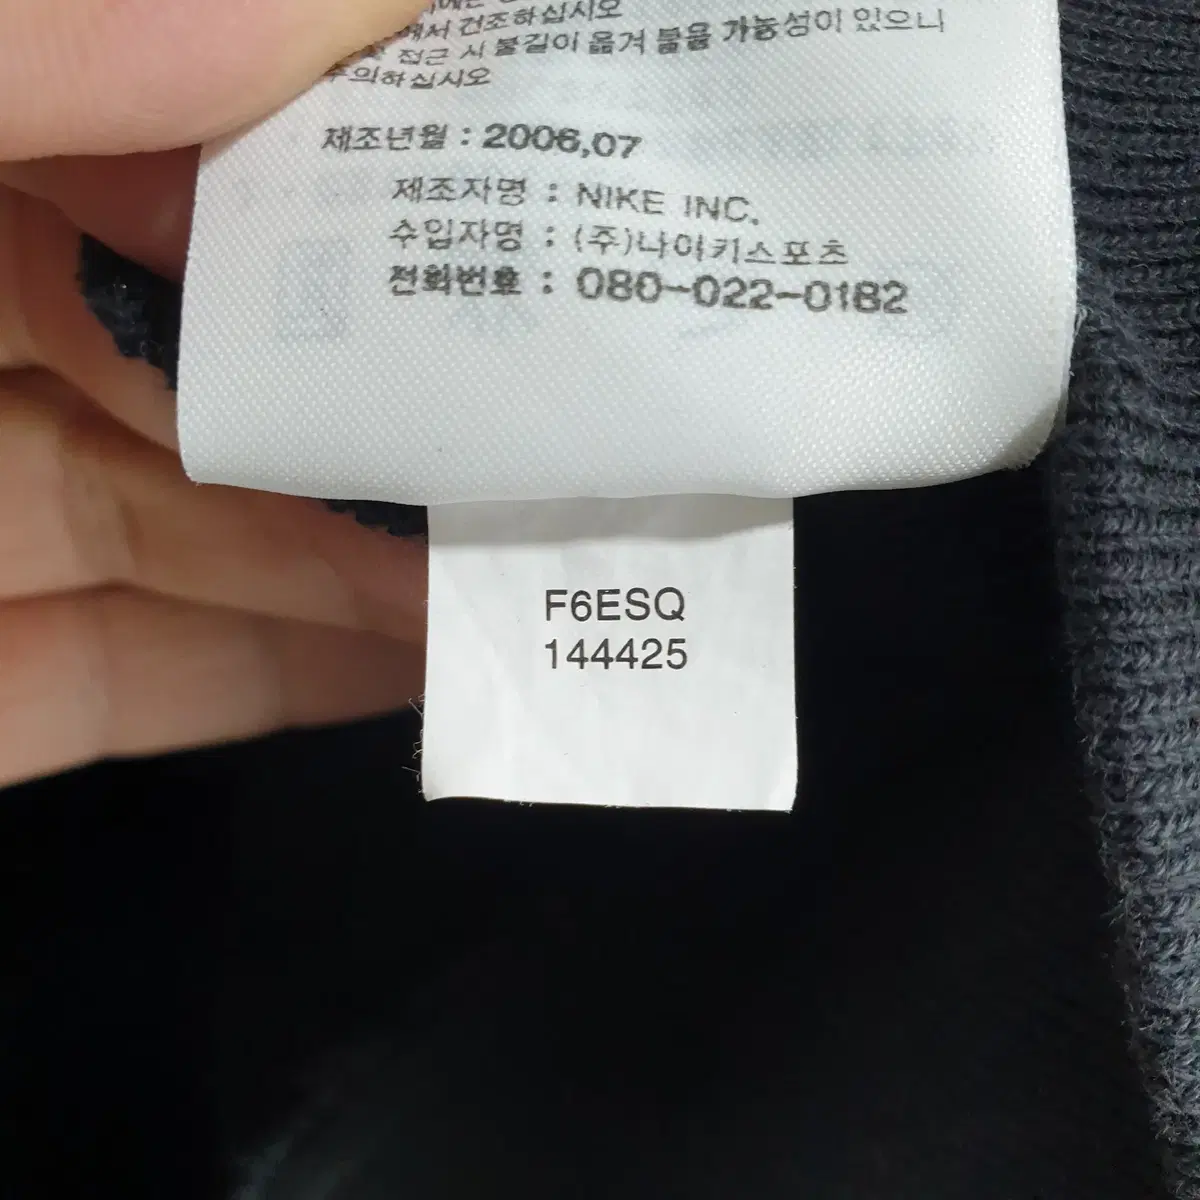 에서 건조하십시오
접근 시 불길이 옮겨 붙을 가능성이 있으니
주의하십시오
제조년월 : 2006,07
제조자명 : NIKE INC.
수입자명 : (주)나이키스포츠
전화번호 : 080-022-0182
F6ESQ
144425